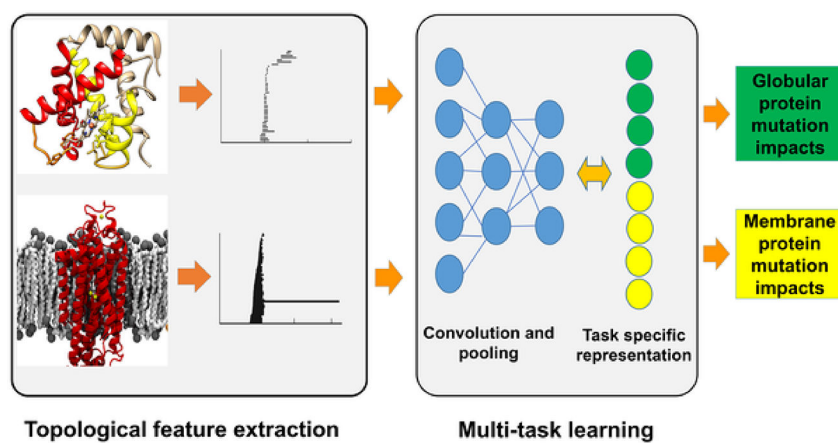 Globular
protein
mutation
impacts
Membrane
protein
mutation
impacts
Convolution and
pooling
Task specific
representation
Topological feature extraction
Multi-task learning